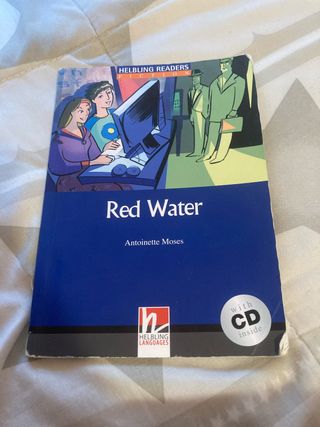 HELBLING READERS
FICTION
Red Water
Antoinette Moses
with
CD
inside
h
HELBLING
LANGUAGES